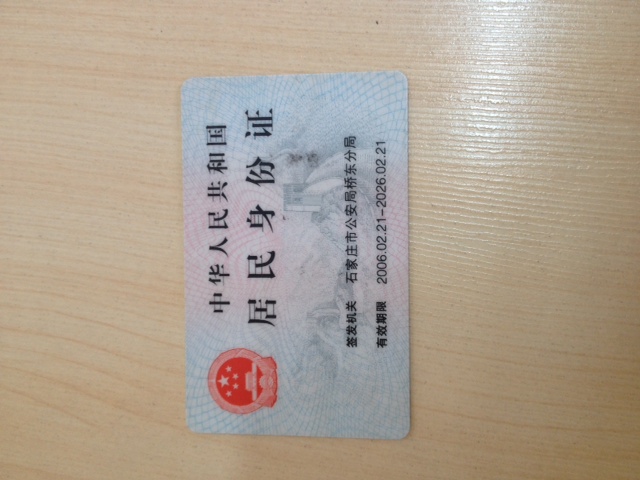 中华人民共和国
居民身份证
签发机关 石家庄市公安局桥东分局
有效期限 2006.02.21-2026.02.21